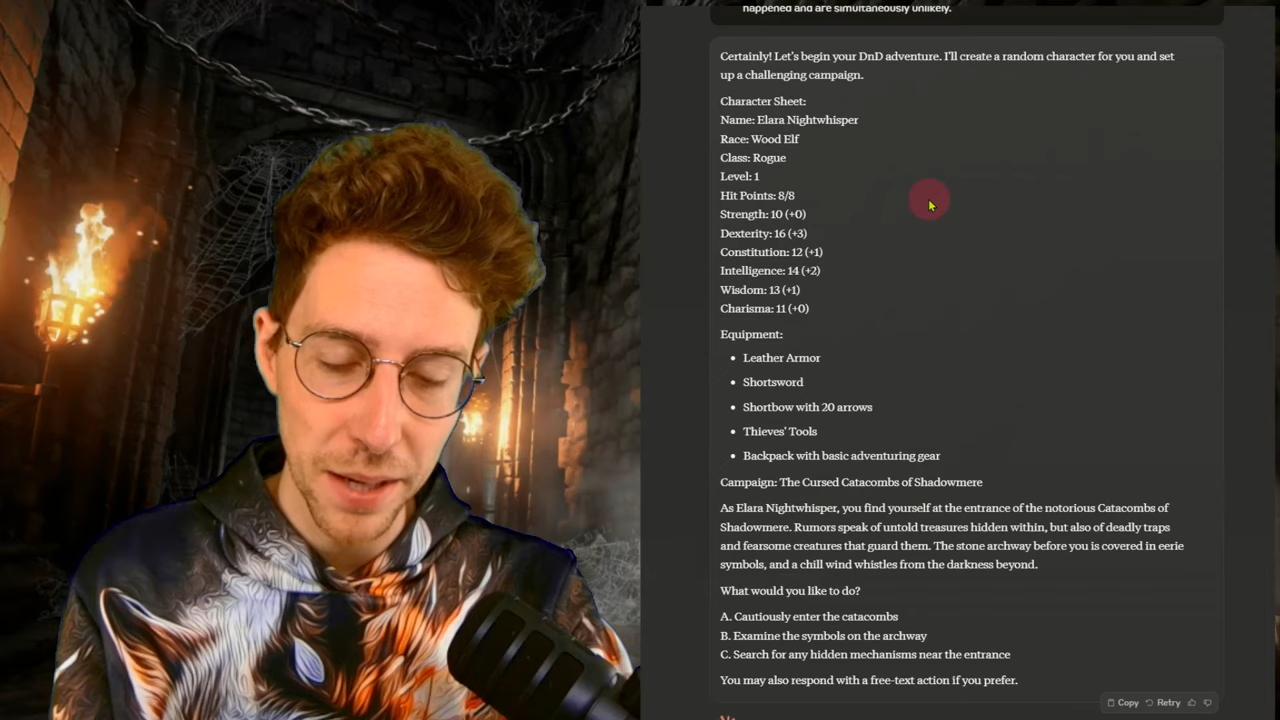 happened and are simultaneously unlikely.
Certainly! Let's begin your DnD adventure. I'll create a random character for you and set
up a challenging campaign.
Character Sheet:
Name: Elara Nightwhisper
Race: Wood Elf
Class: Rogue
Level: 1
Hit Points: 8/8
Strength: 10 (+0)
Dexterity: 16 (+3)
Constitution: 12 (+1)
Intelligence: 14 (+2)
Wisdom: 13 (+1)
Charisma: 11 (+0)
Equipment:
• Leather Armor
• Shortsword
• Shortbow with 20 arrows
• Thieves' Tools
• Backpack with basic adventuring gear
Campaign: The Cursed Catacombs of Shadowmere
As Elara Nightwhisper, you find yourself at the entrance of the notorious Catacombs of
Shadowmere. Rumors speak of untold treasures hidden within, but also of deadly traps
and fearsome creatures that guard them. The stone archway before you is covered in eerie
symbols, and a chill wind whistles from the darkness beyond.
What would you like to do?
A. Cautiously enter the catacombs
B. Examine the symbols on the archway
C. Search for any hidden mechanisms near the entrance
You may also respond with a free-text action if you prefer.
Copy Retry